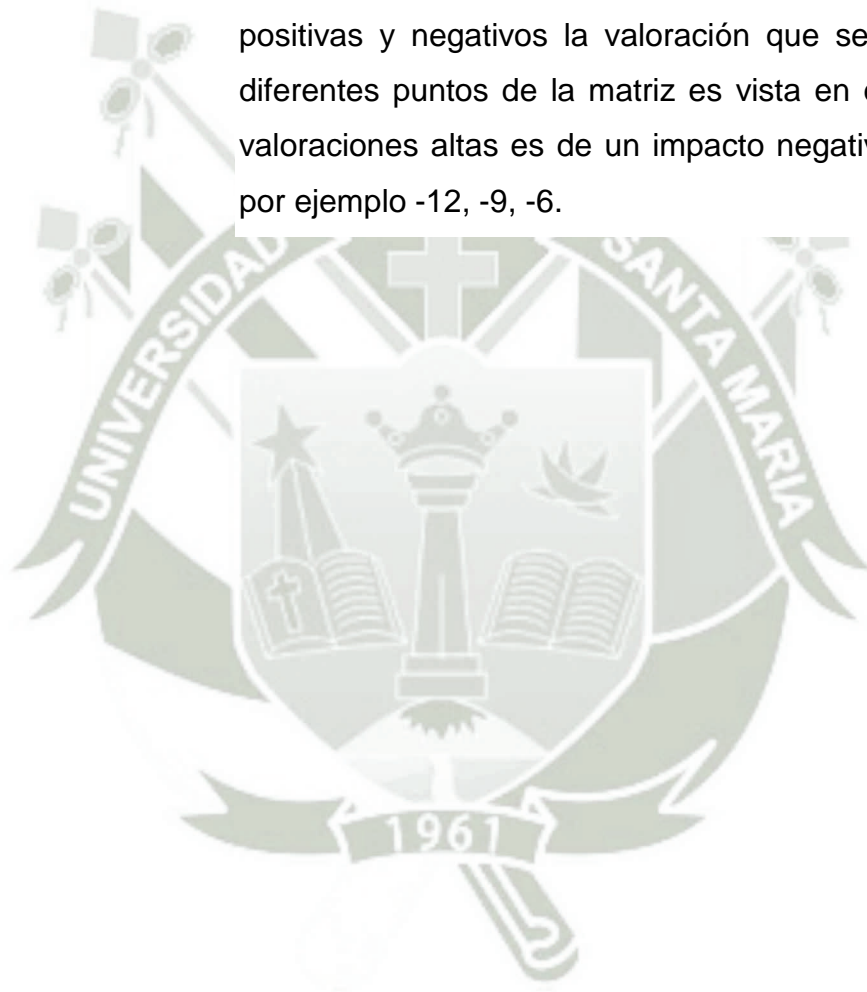 positivas y negativos la valoración que se
diferentes puntos de la matriz es vista en
valoraciones altas es de un impacto
por ejemplo -12, -9, -6.
UNIVERSIDAD
SANTA MARIA
1961